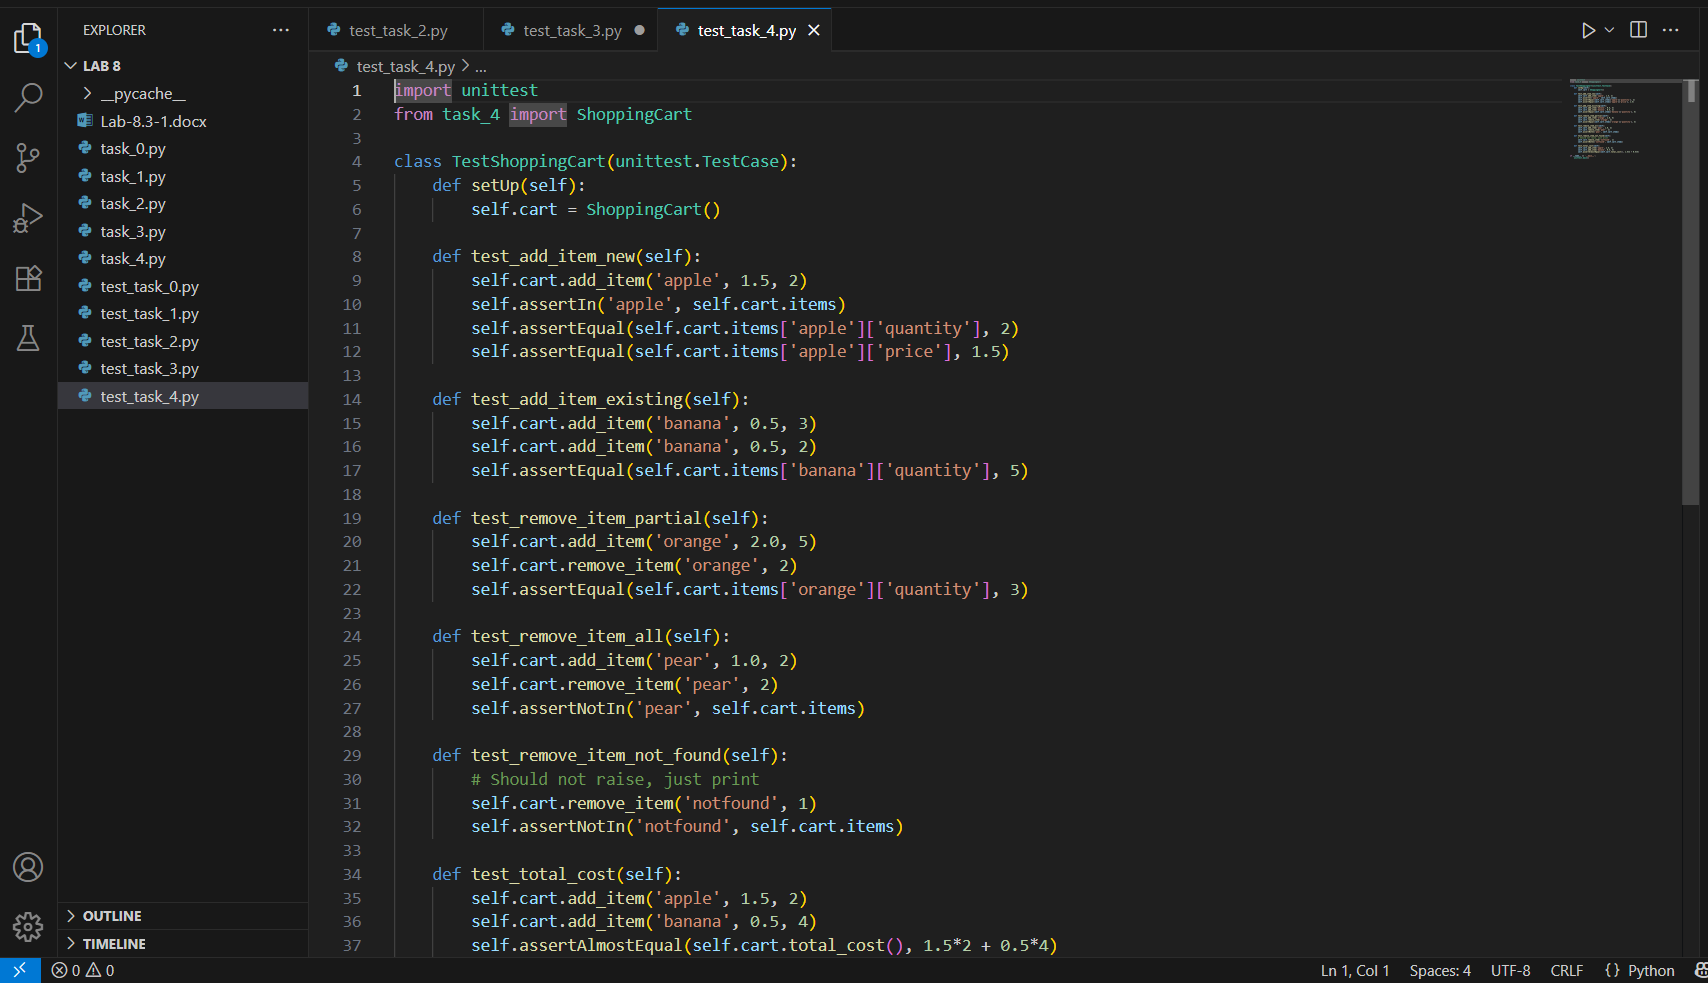 EXPLORER
LAB 8
__pycache__
Lab-8.3-1.docx
task_0.py
task_1.py
task_2.py
task_3.py
task_4.py
test_task_0.py
test_task_1.py
test_task_2.py
test_task_3.py
test_task_4.py
OUTLINE
TIMELINE
1
test_task_2.py
test_task_3.py
test_task_4.py
test_task_4.py > ...
1 import unittest
2 from task_4 import ShoppingCart
3
4 class TestShoppingCart(unittest.TestCase):
5     def setUp(self):
6         self.cart = ShoppingCart()
7
8     def test_add_item_new(self):
9         self.cart.add_item('apple', 1.5, 2)
10         self.assertIn('apple', self.cart.items)
11         self.assertEqual(self.cart.items['apple']['quantity'], 2)
12         self.assertEqual(self.cart.items['apple']['price'], 1.5)
13
14     def test_add_item_existing(self):
15         self.cart.add_item('banana', 0.5, 3)
16         self.cart.add_item('banana', 0.5, 2)
17         self.assertEqual(self.cart.items['banana']['quantity'], 5)
18
19     def test_remove_item_partial(self):
20         self.cart.add_item('orange', 2.0, 5)
21         self.cart.remove_item('orange', 2)
22         self.assertEqual(self.cart.items['orange']['quantity'], 3)
23
24     def test_remove_item_all(self):
25         self.cart.add_item('pear', 1.0, 2)
26         self.cart.remove_item('pear', 2)
27         self.assertNotIn('pear', self.cart.items)
28
29     def test_remove_item_not_found(self):
30         # Should not raise, just print
31         self.cart.remove_item('notfound', 1)
32         self.assertNotIn('notfound', self.cart.items)
33
34     def test_total_cost(self):
35         self.cart.add_item('apple', 1.5, 2)
36         self.cart.add_item('banana', 0.5, 4)
37         self.assertAlmostEqual(self.cart.total_cost(), 1.5*2 + 0.5*4)
0 0
Ln 1, Col 1 Spaces: 4 UTF-8 CRLF {} Python